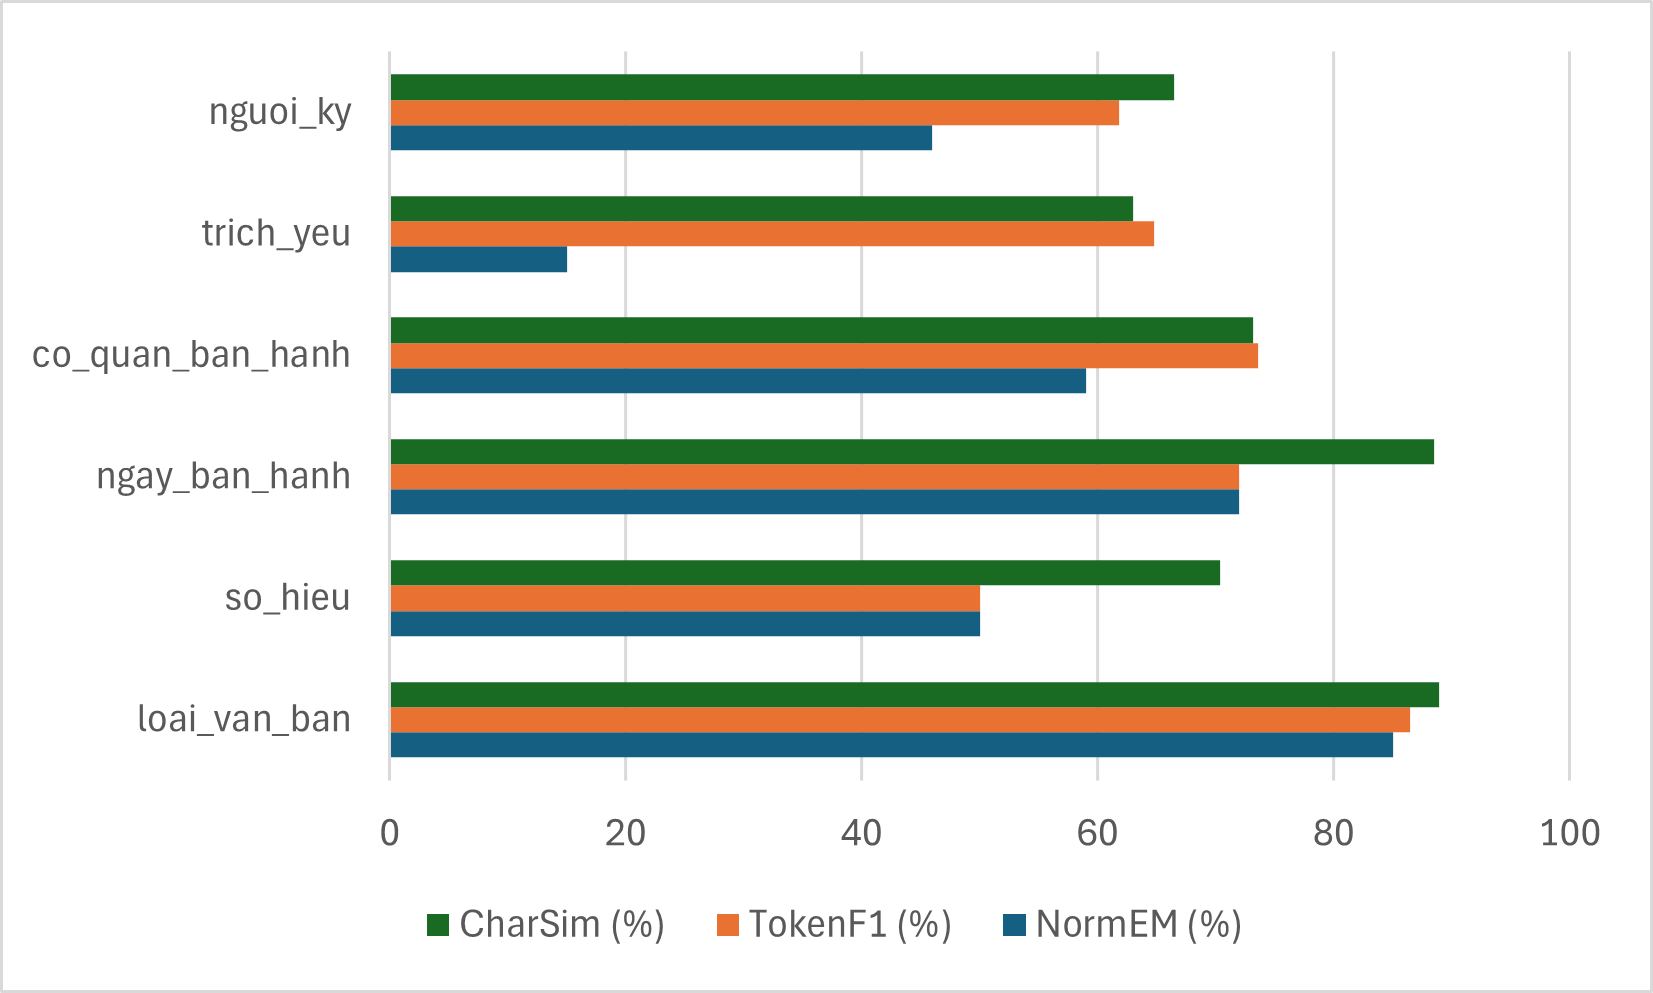 nguoi_ky
trich_yeu
co_quan_ban_hanh
ngay_ban_hanh
so_hieu
loai_van_ban
0 20 40 60 80 100
CharSim (%) TokenF1 (%) NormEM (%)